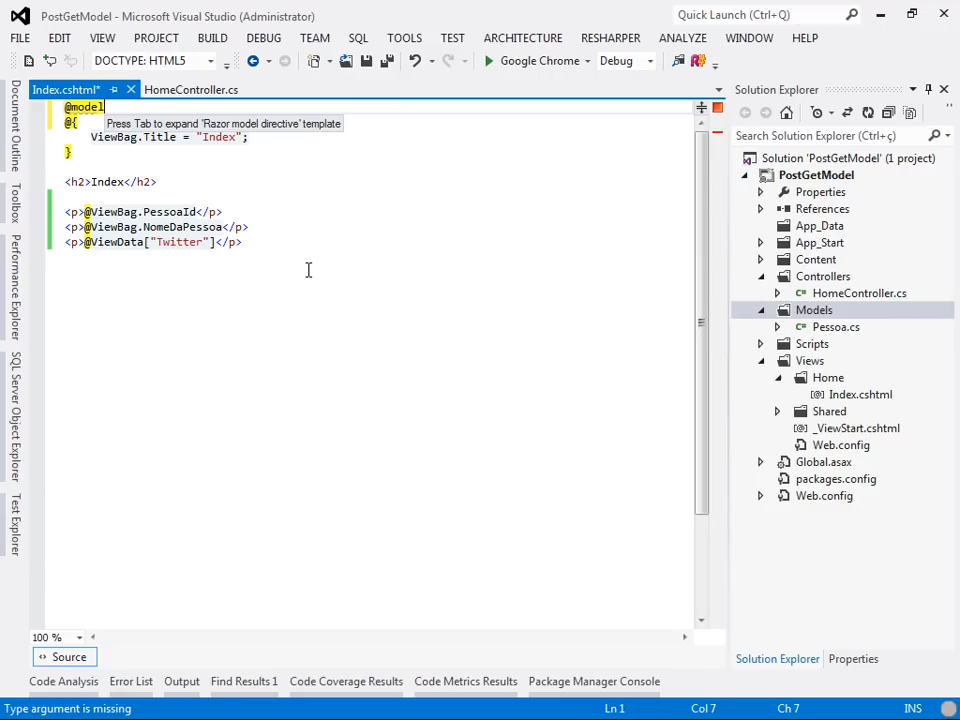 PostGetModel - Microsoft Visual Studio (Administrator)
Quick Launch (Ctrl+Q)
FILE EDIT VIEW PROJECT BUILD DEBUG TEAM SQL TOOLS TEST ARCHITECTURE RESHARPER ANALYZE WINDOW HELP
DOCTYPE: HTML5
Google Chrome
Debug
Index.cshtml*
HomeController.cs
Document Outline
Toolbox
Performance Explorer
SQL Server Object Explorer
Test Explorer
@model
@{
Press Tab to expand 'Razor model directive' template
ViewBag.Title = "Index";
}
<h2>Index</h2>
<p>@ViewBag.PessoaId</p>
<p>@ViewBag.NomeDaPessoa</p>
<p>@ViewData["Twitter"]</p>
100 %
Source
Solution Explorer
Search Solution Explorer (Ctrl+ç)
Solution 'PostGetModel' (1 project)
PostGetModel
Properties
References
App_Data
App_Start
Content
Controllers
HomeController.cs
Models
Pessoa.cs
Scripts
Views
Home
Index.cshtml
Shared
_ViewStart.cshtml
Web.config
Global.asax
packages.config
Web.config
Solution Explorer Properties
Code Analysis Error List Output Find Results 1 Code Coverage Results Code Metrics Results Package Manager Console
Type argument is missing
Ln 1 Col 7 Ch 7 INS